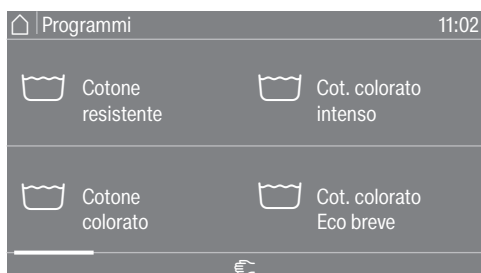 Programmi 11:02
Cotone
resistente
Cot. colorato
intenso
Cotone
colorato
Cot. colorato
Eco breve